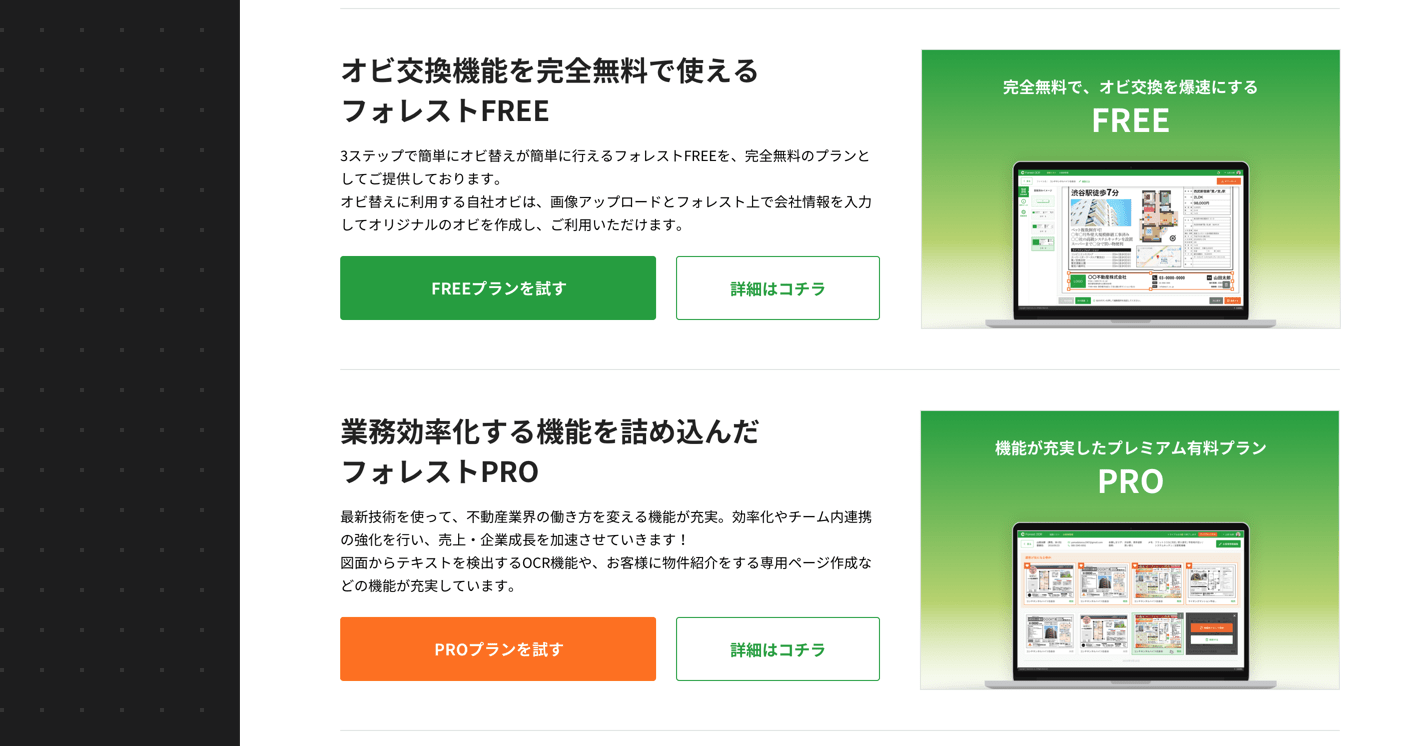 オビ交換機能を完全無料で使える
フォレストFREE
3ステップで簡単にオビ替えが簡単に行えるフォレストFREEを、完全無料のプランと
してご提供しております。
オビ替えに利用する自社オビは、画像アップロードとフォレスト上で会社情報を入力
してオリジナルのオビを作成し、ご利用いただけます。
FREEプランを試す
詳細はコチラ
完全無料で、オビ交換を爆速にする
FREE
渋谷駅徒歩7分
〇〇不動産株式会社
山田太郎
業務効率化する機能を詰め込んだ
フォレストPRO
最新技術を使って、不動産業界の働き方を変える機能が充実。効率化やチーム内連携
の強化を行い、売上・企業成長を加速させていきます！
図面からテキストを検出するOCR機能や、お客様に物件紹介をする専用ページ作成な
どの機能が充実しています。
PROプランを試す
詳細はコチラ
機能が充実したプレミアム有料プラン
PRO